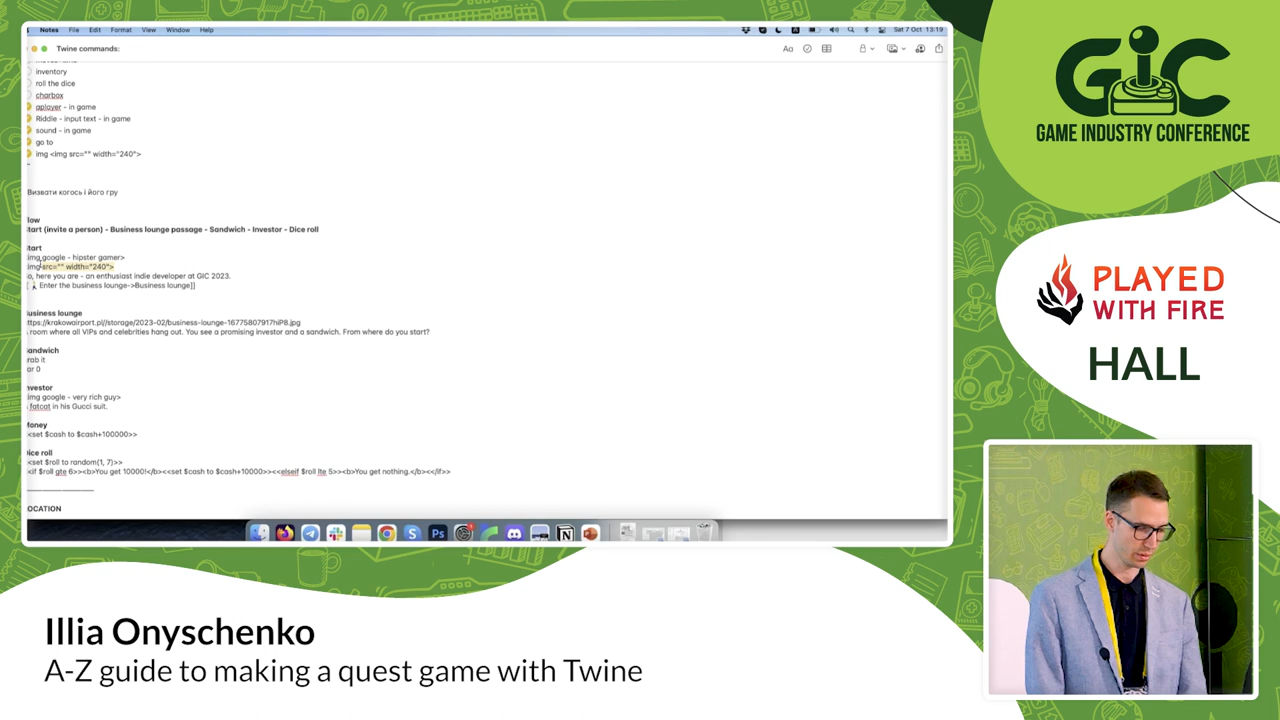 Notes File Edit Format View Window Help
Sat 7 Oct 13:19
Twine commands:
Aa
inventory
roll the dice
charbox
aplayer - in game
Riddle - input text - in game
sound - in game
go to
img <img src="" width="240">
Визвати когось і його гру
low
tart (invite a person) - Business lounge passage - Sandwich - Investor - Dice roll
tart
img google - hipster gamer>
img src="" width="240">
o, here you are - an enthusiast indie developer at GIC 2023.
[ Enter the business lounge->Business lounge]]
usiness lounge
ttps://krakowairport.pl//storage/2023-02/business-lounge-16775807917hiP8.jpg
room where all VIPs and celebrities hang out. You see a promising investor and a sandwich. From where do you start?
andwich
rab it
ar 0
nvestor
img google - very rich guy>
fatcat in his Gucci suit.
Money
<set $cash to $cash+100000>>
ice roll
<set $roll to random(1, 7)>>
<if $roll gte 6>><b>You get 10000!</b><<set $cash to $cash+10000>><<elseif $roll lte 5>><b>You get nothing.</b><</if>>
OCATION
GIC
GAME INDUSTRY CONFERENCE
PLAYED
WITH FIRE
HALL
Illia Onyschenko
A-Z guide to making a quest game with Twine